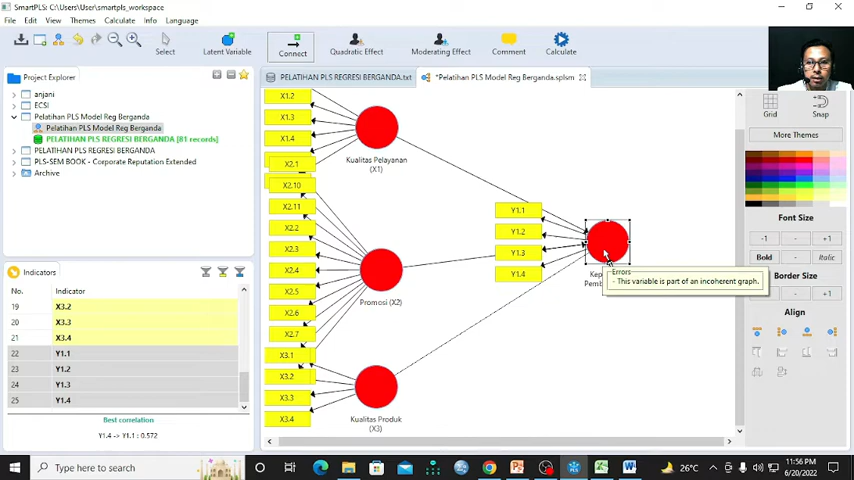 SmartPLS: C:\Users\User\smartpls_workspace
File Edit View Themes Calculate Info Language
Select
Latent Variable
Connect
Quadratic Effect
Moderating Effect
Comment
Calculate
Project Explorer
anjani
ECSI
Pelatihan PLS Model Reg Berganda
Pelatihan PLS Model Reg Berganda
PELATIHAN PLS REGRESI BERGANDA [81 records]
PELATIHAN PLS REGRESI BERGANDA
PLS-SEM BOOK - Corporate Reputation Extended
Archive
Indicators
No. Indicator
19 X3.2
20 X3.3
21 X3.4
22 Y1.1
23 Y1.2
24 Y1.3
25 Y1.4
Best correlation
Y1.4 -> Y1.1 : 0.572
PELATIHAN PLS REGRESI BERGANDA.txt
*Pelatihan PLS Model Reg Berganda.splsm
X1.2
X1.3
X1.4
X2.1
X2.10
X2.11
X2.2
X2.3
X2.4
X2.5
X2.6
X2.7
X3.1
X3.2
X3.3
X3.4
Kualitas Pelayanan
(X1)
Promosi (X2)
Kualitas Produk
(X3)
Y1.1
Y1.2
Y1.3
Y1.4
Errors
- This variable is part of an incoherent graph.
Grid
Snap
More Themes
Font Size
-1 - +1
Bold - Italic
Border Size
- +1
Align
Type here to search
26°C
11:56 PM
6/20/2022